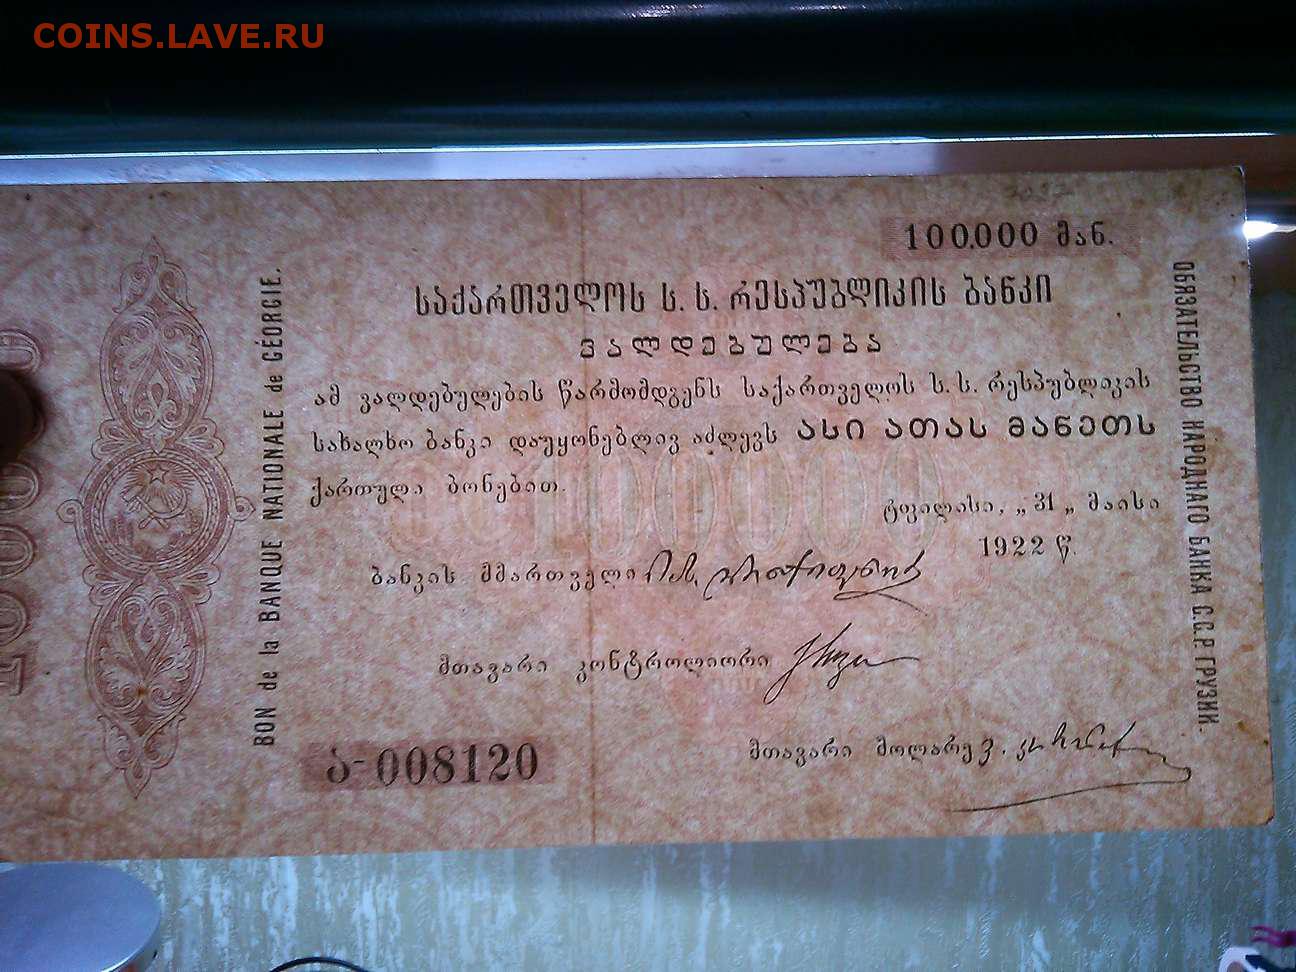 COINS.LAVE.RU
100.000 მან.
საქართველოს ს. ს. რესპუბლიკის ბანკი
ვალდებულება
ამ ვალდებულების წარმომდგენს საქართველოს ს. ს. რესპუბლიკის
სახალხო ბანკი დაუყონებლივ აძლევს ასი ათას მანეთს
ქართული ბონებით.
ტფილისი, „ 31 „ მაისი
1922 წ.
ბანკის მმართველი
მთავარი კონტროლიორი
მთავარი მოლარე
ა-008120
BON de la BANQUE NATIONALE de GÉORGIE.
ОБЯЗАТЕЛЬСТВО НАРОДНАГО БАНКА С.С.Р. ГРУЗИИ.
100000